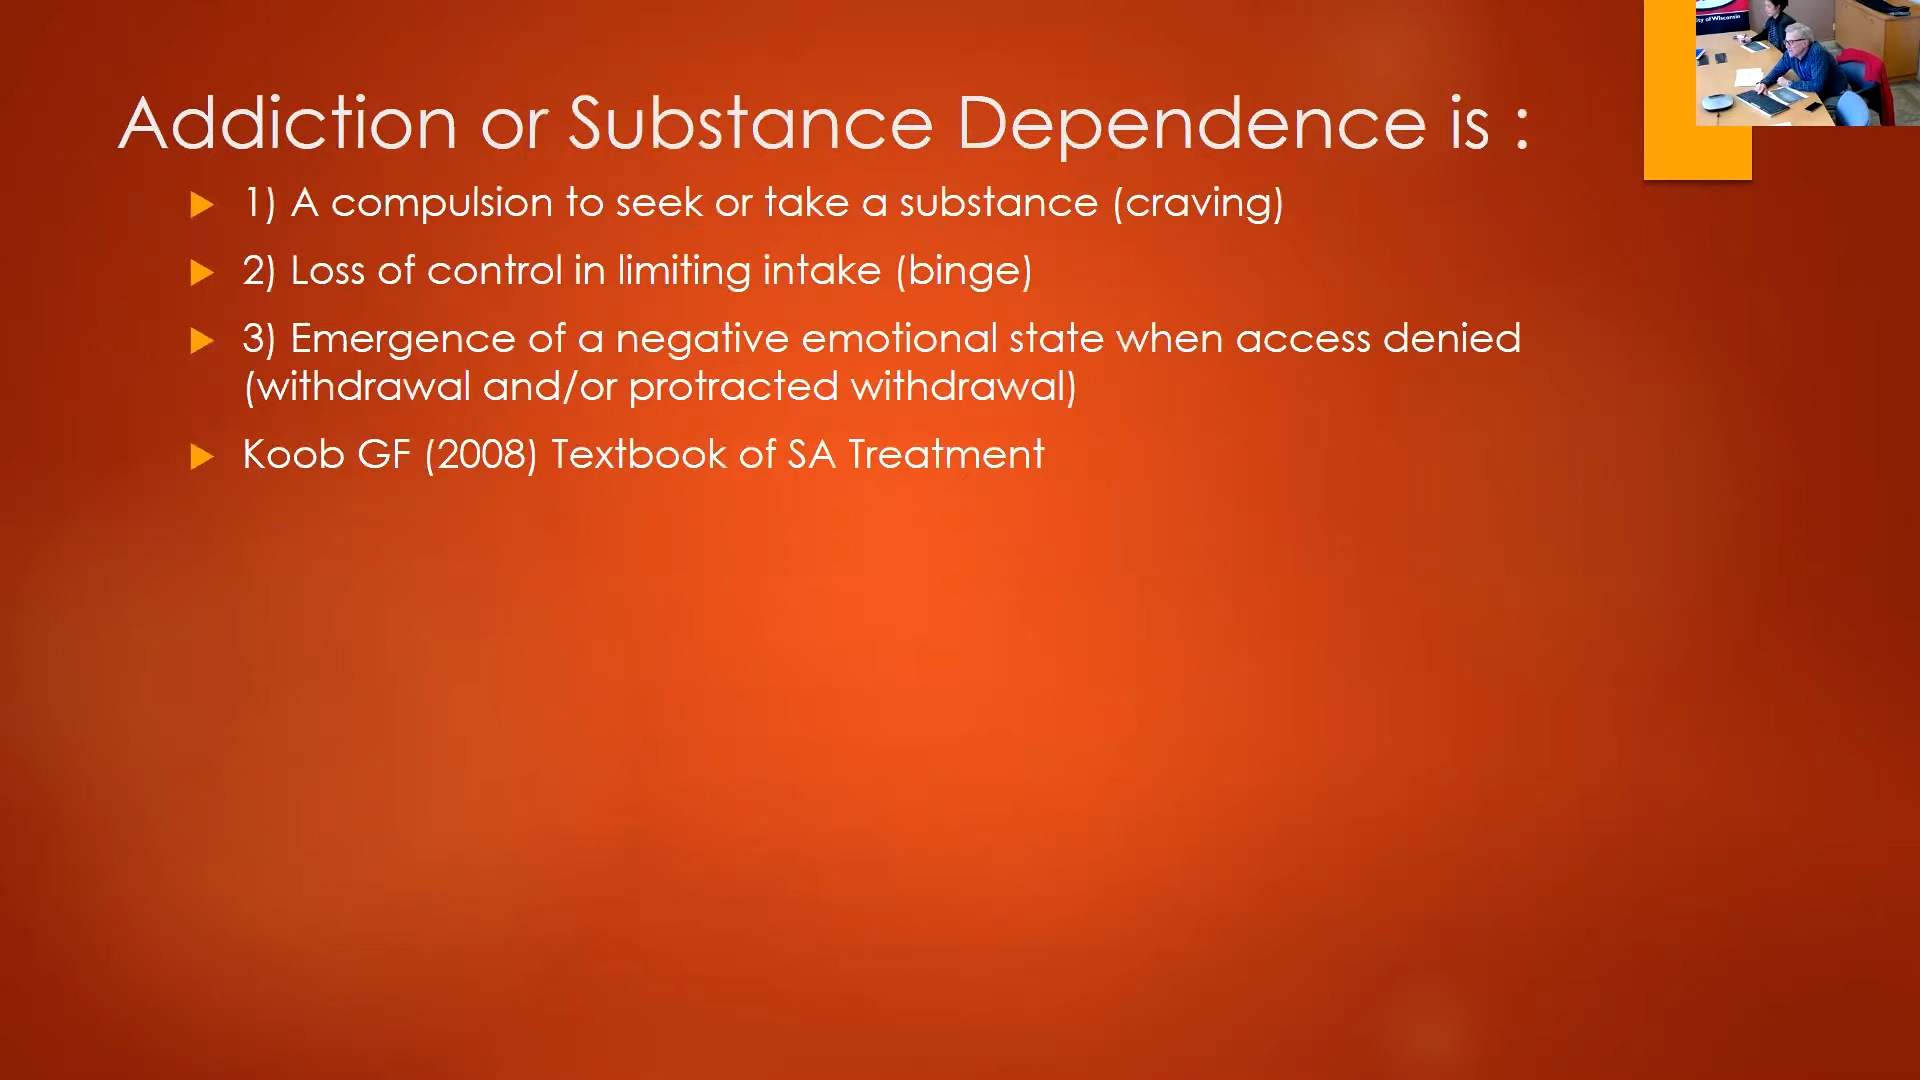 Addiction or Substance Dependence is :
1) A compulsion to seek or take a substance (craving)
2) Loss of control in limiting intake (binge)
3) Emergence of a negative emotional state when access denied
(withdrawal and/or protracted withdrawal)
Koob GF (2008) Textbook of SA Treatment
of Wisconsin